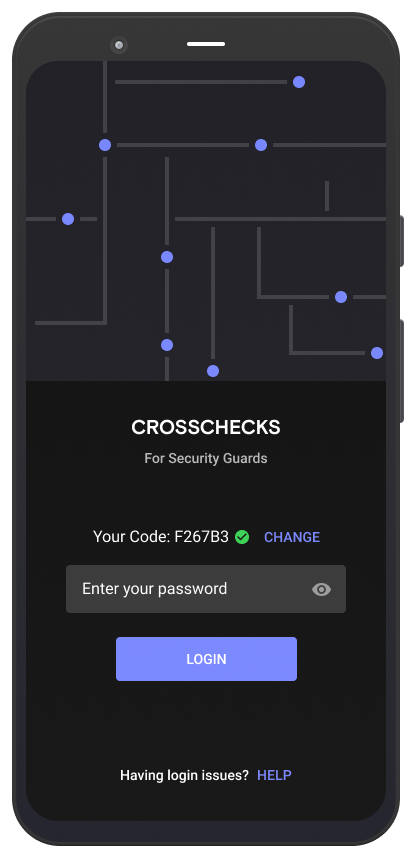 CROSSCHECKS
For Security Guards
Your Code: F267B3 CHANGE
Enter your password
LOGIN
Having login issues? HELP